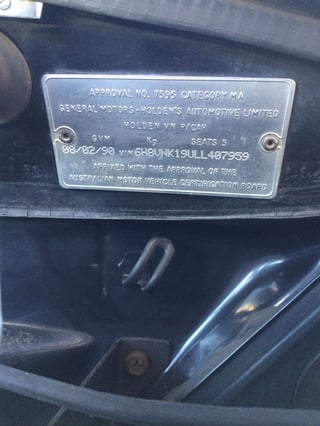 APPROVAL NO. 7595 CATEGORY MA
GENERAL MOTORS-HOLDEN'S AUTOMOTIVE LIMITED
HOLDEN VN P/CAR
GVM KG SEATS 5
08/02/90 VIN 6H8VNK19ULL407959
AFFIXED WITH THE APPROVAL OF THE
AUSTRALIAN MOTOR VEHICLE CERTIFICATION BOARD